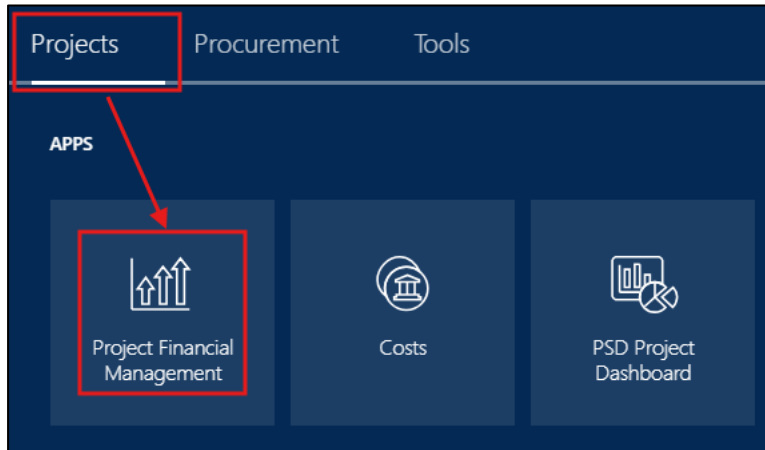 Projects Procurement Tools
APPS
Project Financial
Management
Costs
PSD Project
Dashboard